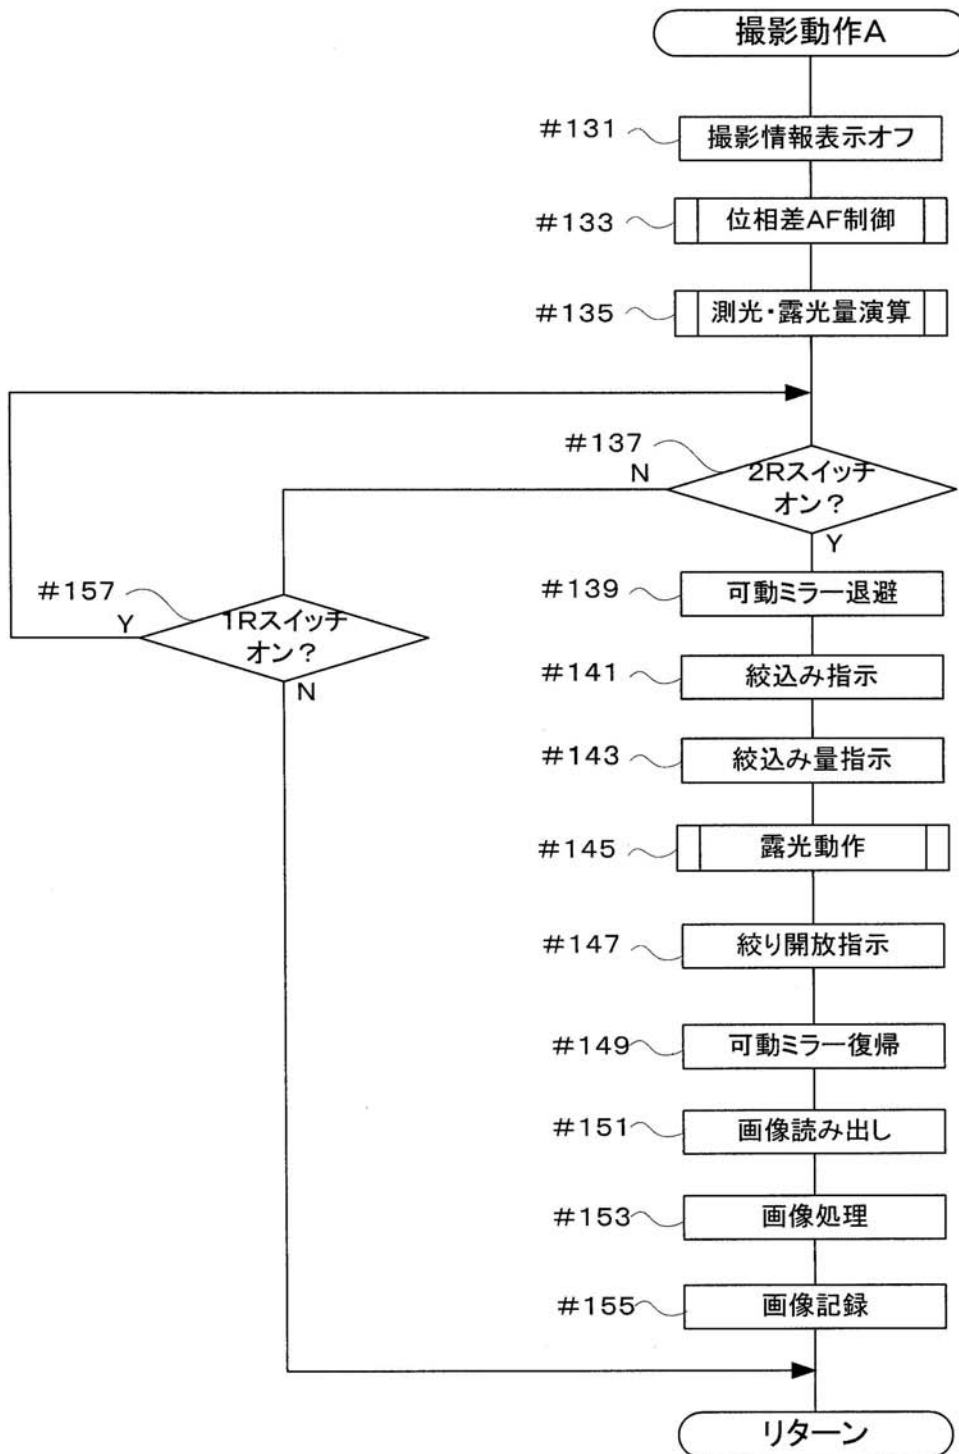 撮影動作A
#131
撮影情報表示オフ
#133
位相差AF制御
#135
測光・露光量演算
#137
2Rスイッチ
オン?
N
Y
#157
1Rスイッチ
オン?
Y
N
#139
可動ミラー退避
#141
絞込み指示
#143
絞込み量指示
#145
露光動作
#147
絞り開放指示
#149
可動ミラー復帰
#151
画像読み出し
#153
画像処理
#155
画像記録
リターン